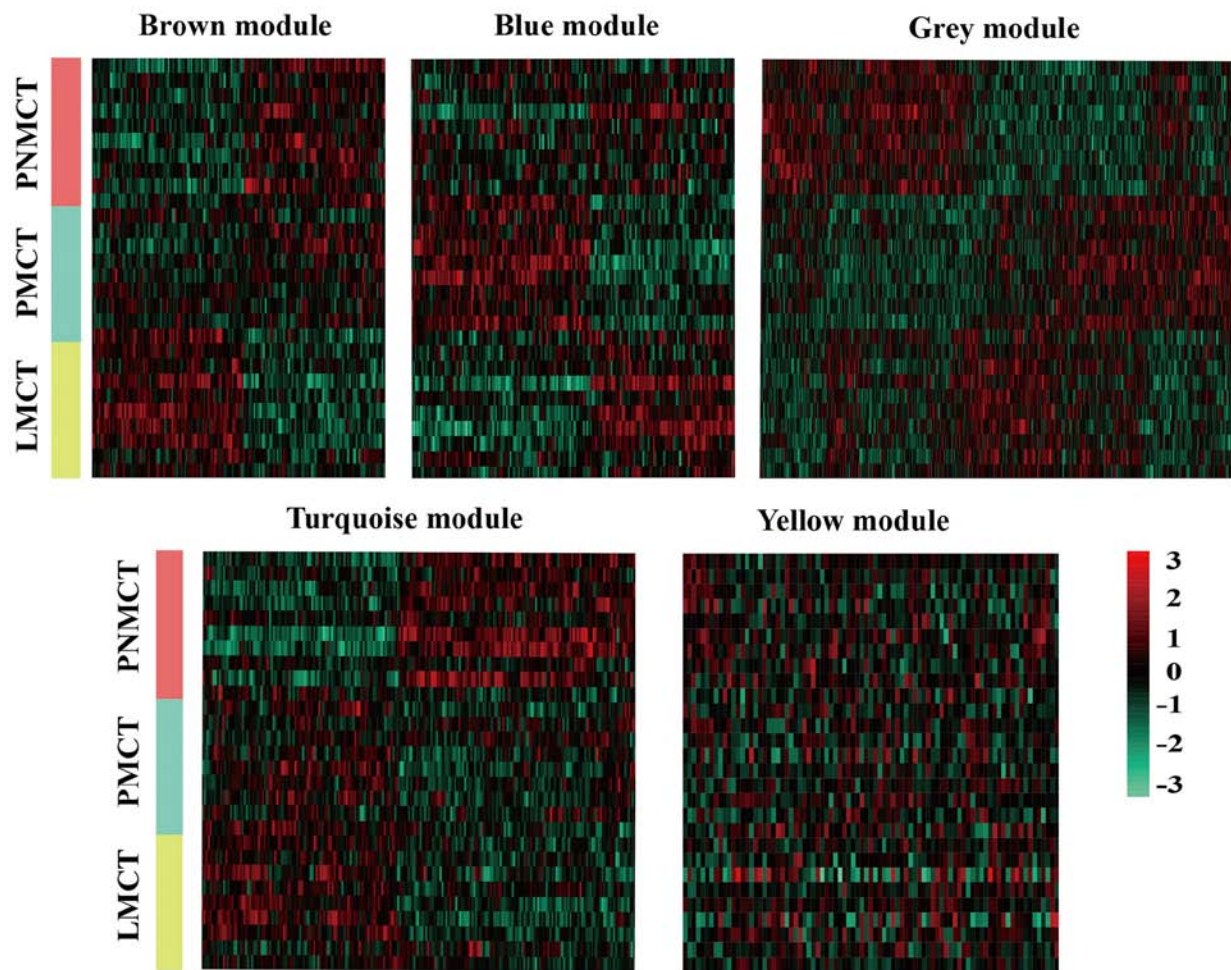 Brown module
Blue module
Grey module
PNMCT
PMCT
LMCT
Turquoise module
Yellow module
PNMCT
PMCT
LMCT
3
2
1
0
-1
-2
-3